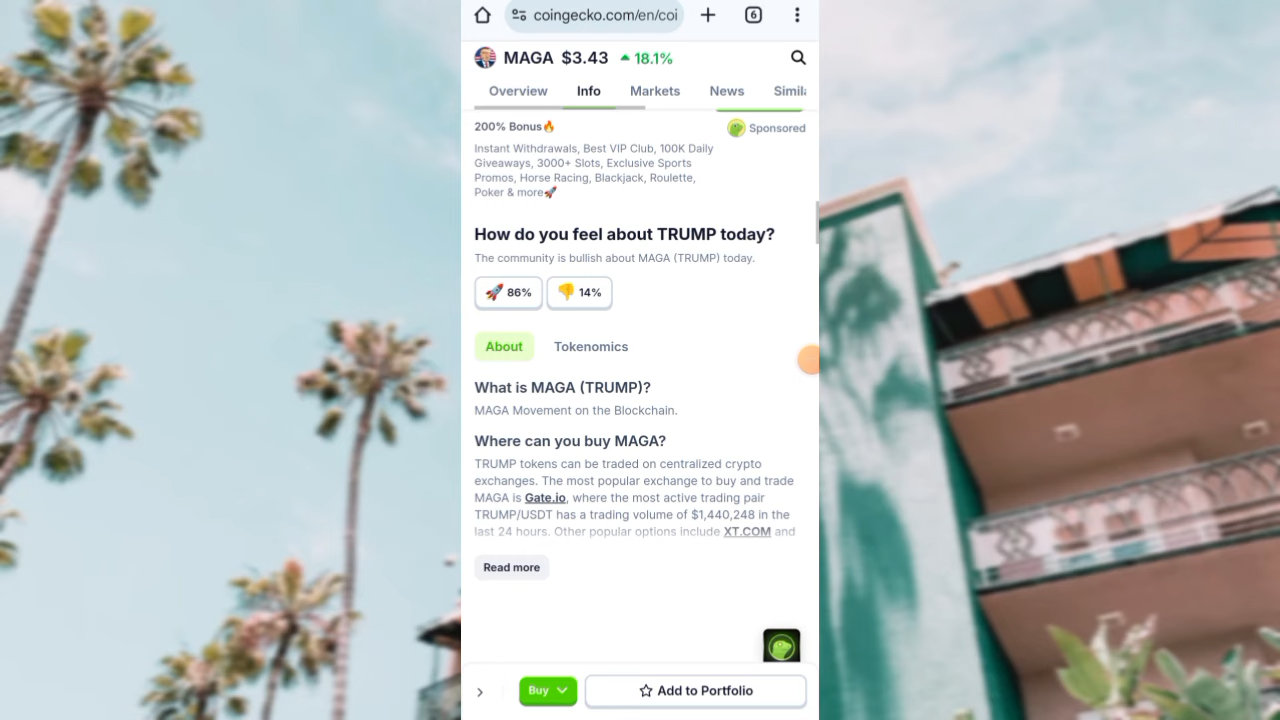 coingecko.com/en/coi
6
MAGA $3.43 18.1%
Overview Info Markets News Simila
200% Bonus🔥
Sponsored
Instant Withdrawals, Best VIP Club, 100K Daily
Giveaways, 3000+ Slots, Exclusive Sports
Promos, Horse Racing, Blackjack, Roulette,
Poker & more🚀
How do you feel about TRUMP today?
The community is bullish about MAGA (TRUMP) today.
🚀 86% 👎 14%
About Tokenomics
What is MAGA (TRUMP)?
MAGA Movement on the Blockchain.
Where can you buy MAGA?
TRUMP tokens can be traded on centralized crypto
exchanges. The most popular exchange to buy and trade
MAGA is Gate.io, where the most active trading pair
TRUMP/USDT has a trading volume of $1,440,248 in the
last 24 hours. Other popular options include XT.COM and
Read more
Buy
Add to Portfolio